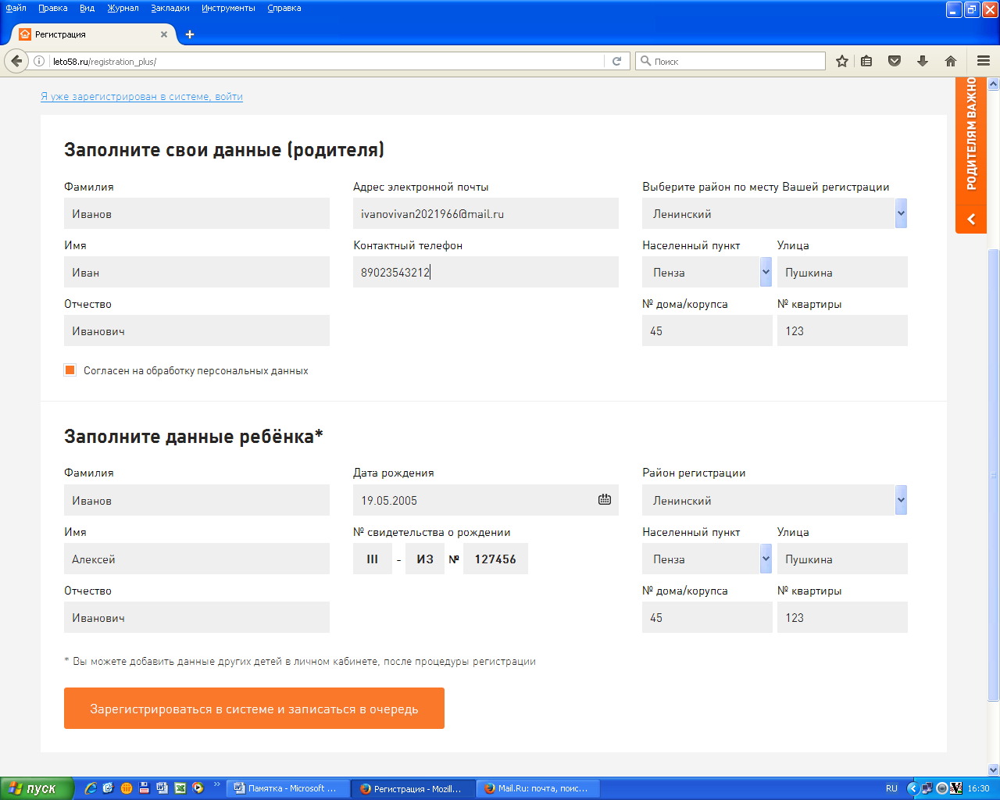 Файл Правка Вид Журнал Закладки Инструменты Справка
Регистрация
leto58.ru/registration_plus/
Поиск
Я уже зарегистрирован в системе, войти
РОДИТЕЛЯМ ВАЖНО
Заполните свои данные (родителя)
Фамилия Адрес электронной почты Выберите район по месту Вашей регистрации
Иванов ivanovivan2021966@mail.ru Ленинский
Имя Контактный телефон Населенный пункт Улица
Иван 89023543212 Пенза Пушкина
Отчество № дома/корупса № квартиры
Иванович 45 123
Согласен на обработку персональных данных
Заполните данные ребёнка*
Фамилия Дата рождения Район регистрации
Иванов 19.05.2005 Ленинский
Имя № свидетельства о рождении Населенный пункт Улица
Алексей III - ИЗ № 127456 Пенза Пушкина
Отчество № дома/корупса № квартиры
Иванович 45 123
* Вы можете добавить данные других детей в личном кабинете, после процедуры регистрации
Зарегистрироваться в системе и записаться в очередь
пуск Памятка - Microsoft ... Регистрация - Mozill... Mail.Ru: почта, поис... RU 16:30